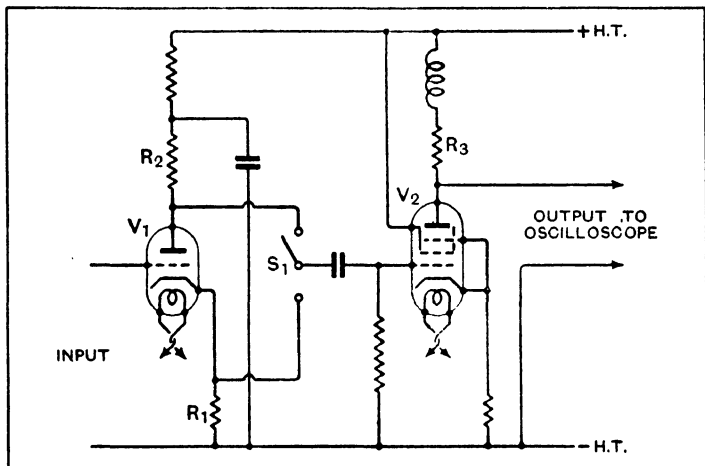 + H.T.
R2
R3
V1
V2
S1
OUTPUT .TO
OSCILLOSCOPE
INPUT
R1
- H.T.